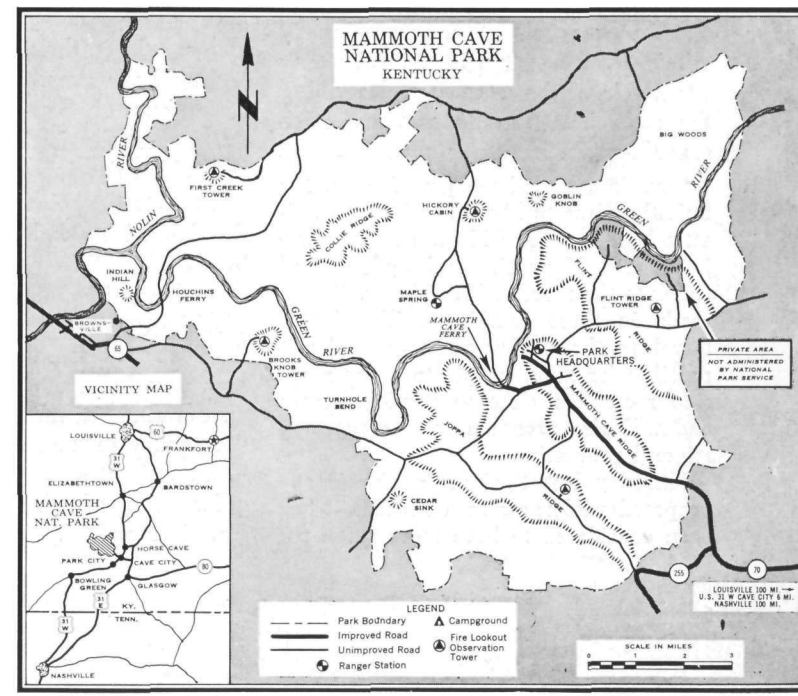 MAMMOTH CAVE
NATIONAL PARK
KENTUCKY
N
BIG WOODS
RIVER
NOLIN
FIRST CREEK
TOWER
HICKORY
CABIN
GOBLIN
KNOB
GREEN
RIVER
COLLIE RIDGE
INDIAN
HILL
HOUCHINS
FERRY
FLINT
MAPLE
SPRING
FLINT RIDGE
TOWER
BROWNS-
VILLE
65
GREEN
RIVER
MAMMOTH
CAVE
FERRY
RIDGE
BROOKS
KNOB
TOWER
PARK
HEADQUARTERS
PRIVATE AREA
NOT ADMINISTERED
BY NATIONAL
PARK SERVICE
VICINITY MAP
TURNHOLE
BEND
MAMMOTH CAVE RIDGE
JOPPA
RIDGE
CEDAR
SINK
255
70
LOUISVILLE 100 MI.
U.S. 31 W CAVE CITY 6 MI.
NASHVILLE 100 MI.
LOUISVILLE
60
FRANKFORT
31
W
ELIZABETHTOWN
BARDSTOWN
MAMMOTH
CAVE
NAT. PARK
HORSE CAVE
PARK CITY
CAVE CITY
80
BOWLING
GREEN
GLASGOW
31
E
KY.
TENN.
31
W
NASHVILLE
LEGEND
Park Boundary
Improved Road
Unimproved Road
Ranger Station
Campground
Fire Lookout
Observation
Tower
SCALE IN MILES
0 1 2 3